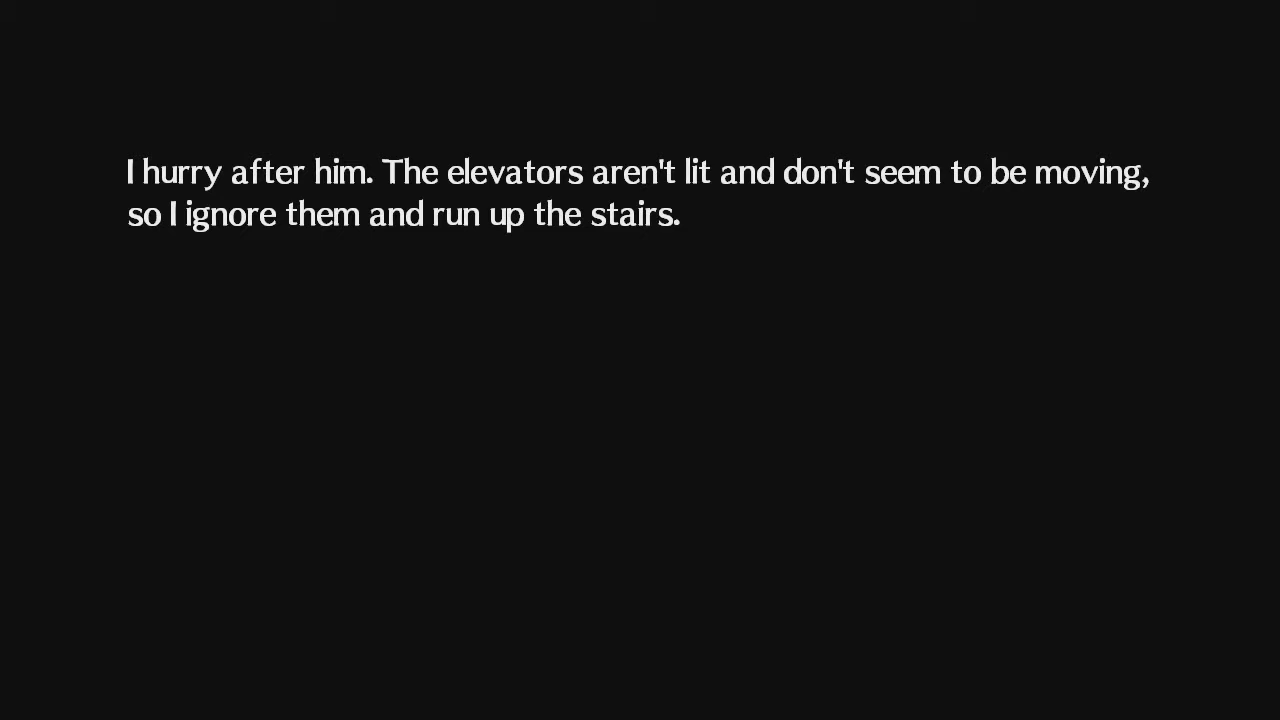 I hurry after him. The elevators aren't lit and don't seem to be moving,
so I ignore them and run up the stairs.